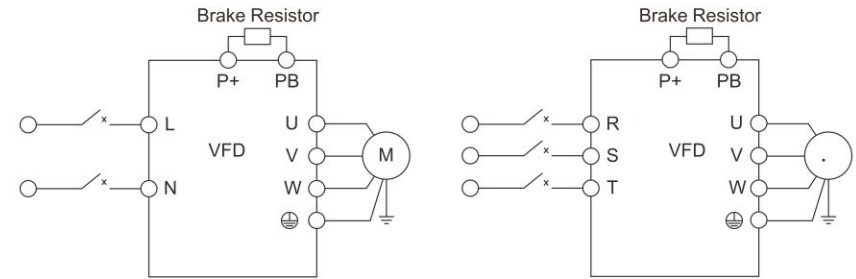 Brake Resistor
P+ PB
L
N
VFD
U
V
W
M
Brake Resistor
P+ PB
R
S
T
VFD
U
V
W
.